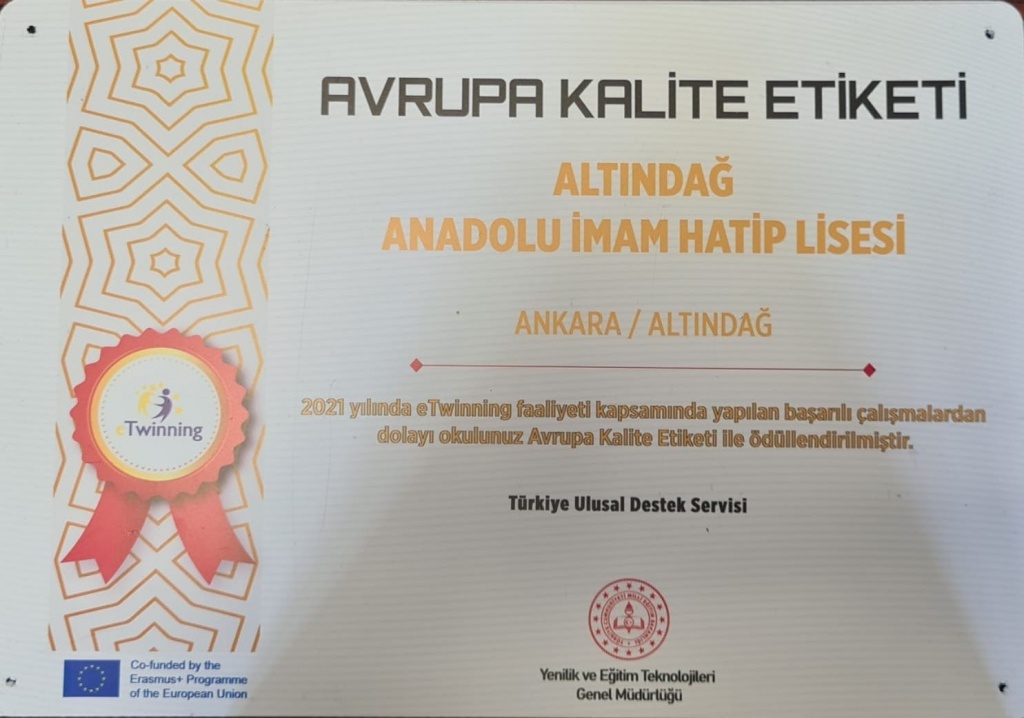 AVRUPA KALİTE ETİKETİ
ALTINDAĞ
ANADOLU İMAM HATİP LİSESİ
ANKARA / ALTINDAĞ
2021 yılında eTwinning faaliyeti kapsamında yapılan başarılı çalışmalardan
dolayı okulunuz Avrupa Kalite Etiketi ile ödüllendirilmiştir.
eTwinning
Türkiye Ulusal Destek Servisi
Yenilik ve Eğitim Teknolojileri
Genel Müdürlüğü
Co-funded by the
Erasmus+ Programme
of the European Union